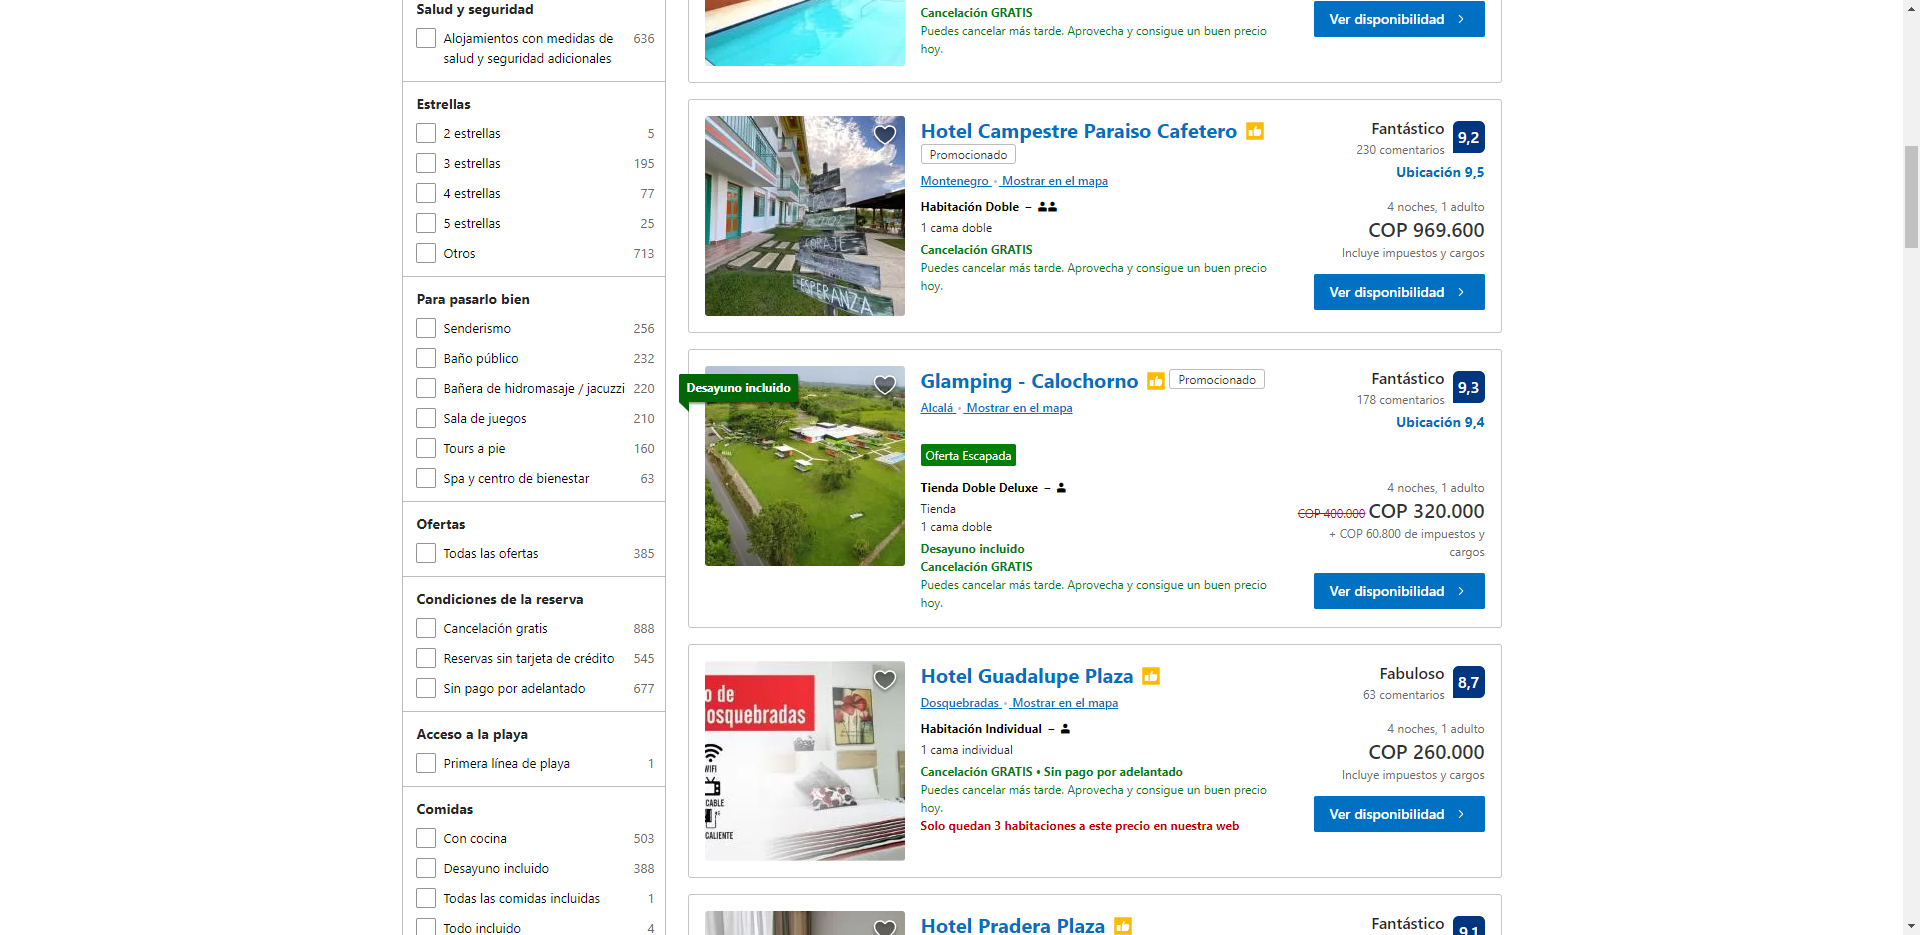 Salud y seguridad
Alojamientos con medidas de 636
salud y seguridad adicionales
Estrellas
2 estrellas 5
3 estrellas 195
4 estrellas 77
5 estrellas 25
Otros 713
Para pasarlo bien
Senderismo 256
Baño público 232
Bañera de hidromasaje / jacuzzi 220
Sala de juegos 210
Tours a pie 160
Spa y centro de bienestar 63
Ofertas
Todas las ofertas 385
Condiciones de la reserva
Cancelación gratis 888
Reservas sin tarjeta de crédito 545
Sin pago por adelantado 677
Acceso a la playa
Primera línea de playa 1
Comidas
Con cocina 503
Desayuno incluido 388
Todas las comidas incluidas 1
Todo incluido 4
Cancelación GRATIS
Puedes cancelar más tarde. Aprovecha y consigue un buen precio
hoy.
Ver disponibilidad
Hotel Campestre Paraiso Cafetero
Promocionado
Montenegro • Mostrar en el mapa
Habitación Doble –
1 cama doble
Cancelación GRATIS
Puedes cancelar más tarde. Aprovecha y consigue un buen precio
hoy.
Fantástico 9,2
230 comentarios
Ubicación 9,5
4 noches, 1 adulto
COP 969.600
Incluye impuestos y cargos
Ver disponibilidad
CORAJE
ESPERANZA
Desayuno incluido
Glamping - Calochorno Promocionado
Alcalá • Mostrar en el mapa
Oferta Escapada
Tienda Doble Deluxe –
Tienda
1 cama doble
Desayuno incluido
Cancelación GRATIS
Puedes cancelar más tarde. Aprovecha y consigue un buen precio
hoy.
Fantástico 9,3
178 comentarios
Ubicación 9,4
4 noches, 1 adulto
COP 400.000 COP 320.000
+ COP 60.800 de impuestos y
cargos
Ver disponibilidad
o de
osquebradas
WIFI
CABLE
CALIENTE
Hotel Guadalupe Plaza
Dosquebradas • Mostrar en el mapa
Habitación Individual –
1 cama individual
Cancelación GRATIS • Sin pago por adelantado
Puedes cancelar más tarde. Aprovecha y consigue un buen precio
hoy.
Solo quedan 3 habitaciones a este precio en nuestra web
Fabuloso 8,7
63 comentarios
4 noches, 1 adulto
COP 260.000
Incluye impuestos y cargos
Ver disponibilidad
Hotel Pradera Plaza
Fantástico 9,1